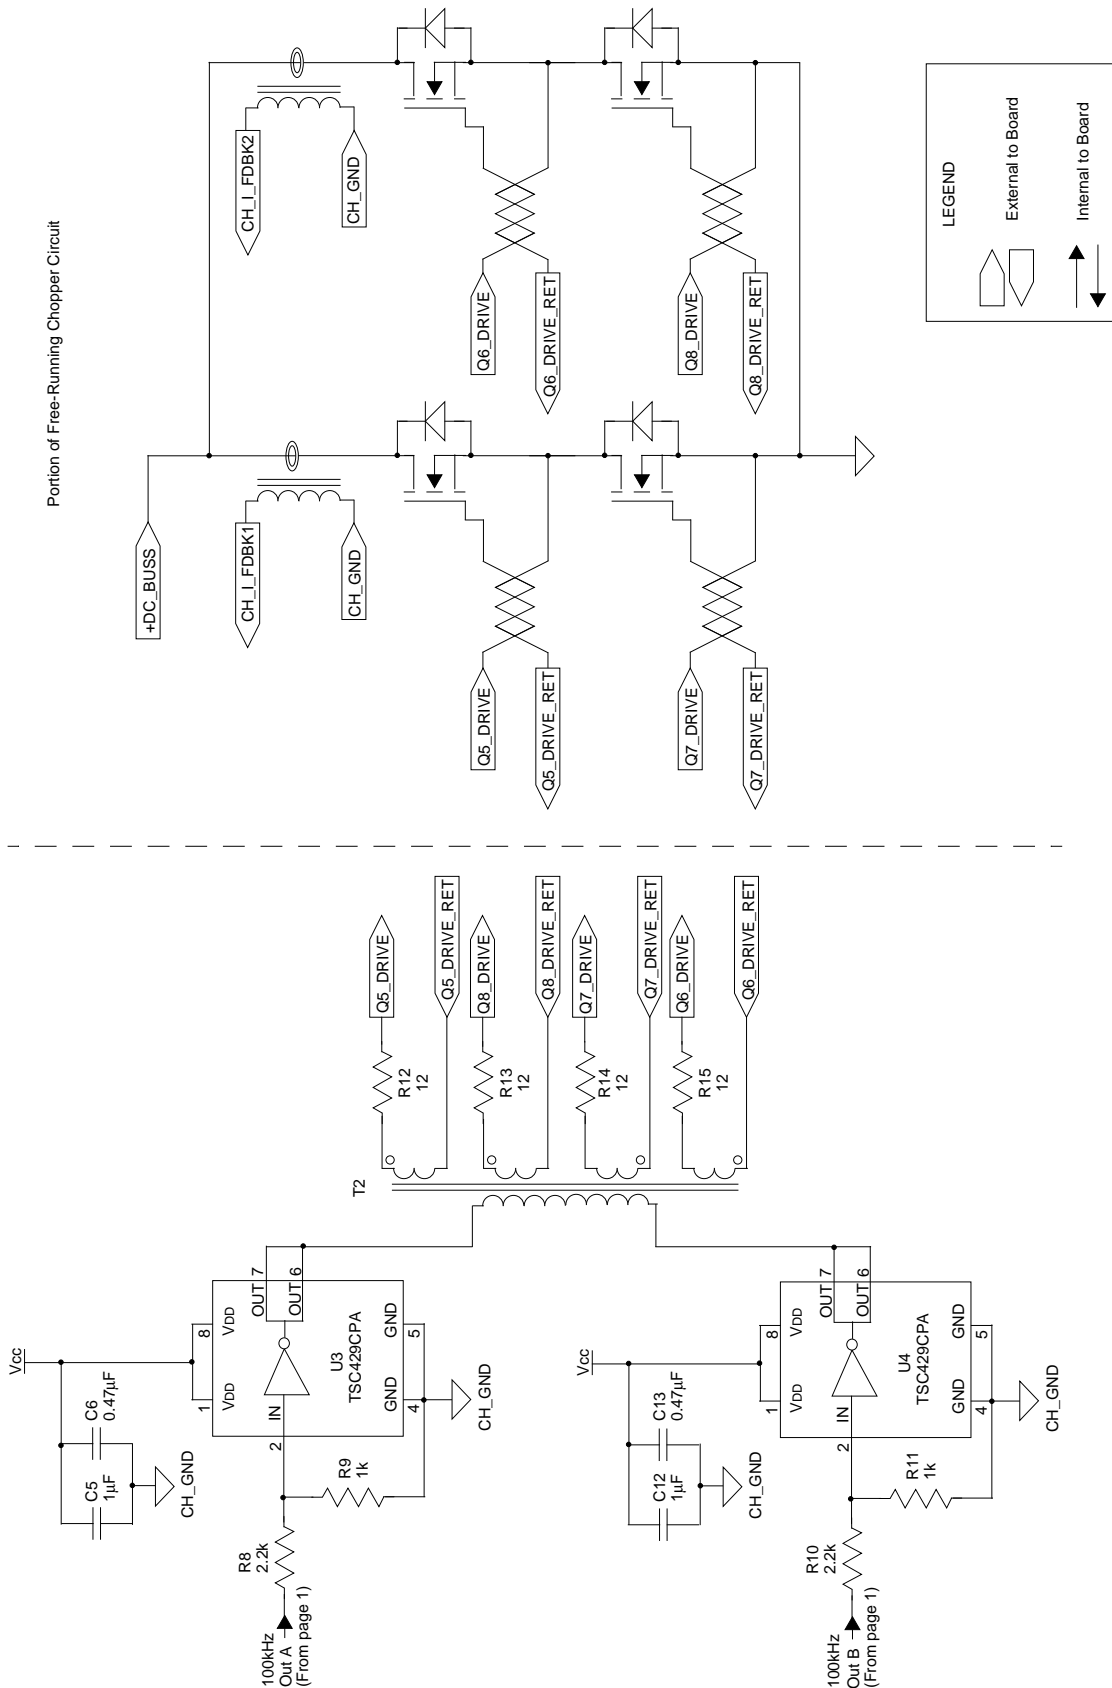 Portion of Free-Running Chopper Circuit
100kHz
Out A
(From page 1)
R8
2.2k
R9
1k
C5
1µF
C6
0.47µF
CH_GND
Vcc
1
8
VDD
VDD
2
IN
OUT 7
OUT 6
U3
TSC429CPA
GND
GND
4
5
CH_GND
100kHz
Out B
(From page 1)
R10
2.2k
R11
1k
C12
1µF
C13
0.47µF
CH_GND
Vcc
1
8
VDD
VDD
2
IN
OUT 7
OUT 6
U4
TSC429CPA
GND
GND
4
5
CH_GND
T2
R12
12
Q5_DRIVE
Q5_DRIVE_RET
R13
12
Q8_DRIVE
Q8_DRIVE_RET
R14
12
Q7_DRIVE
Q7_DRIVE_RET
R15
12
Q6_DRIVE
Q6_DRIVE_RET
+DC_BUSS
CH_I_FDBK1
CH_GND
Q5_DRIVE
Q5_DRIVE_RET
Q7_DRIVE
Q7_DRIVE_RET
CH_I_FDBK2
CH_GND
Q6_DRIVE
Q6_DRIVE_RET
Q8_DRIVE
Q8_DRIVE_RET
LEGEND
External to Board
Internal to Board